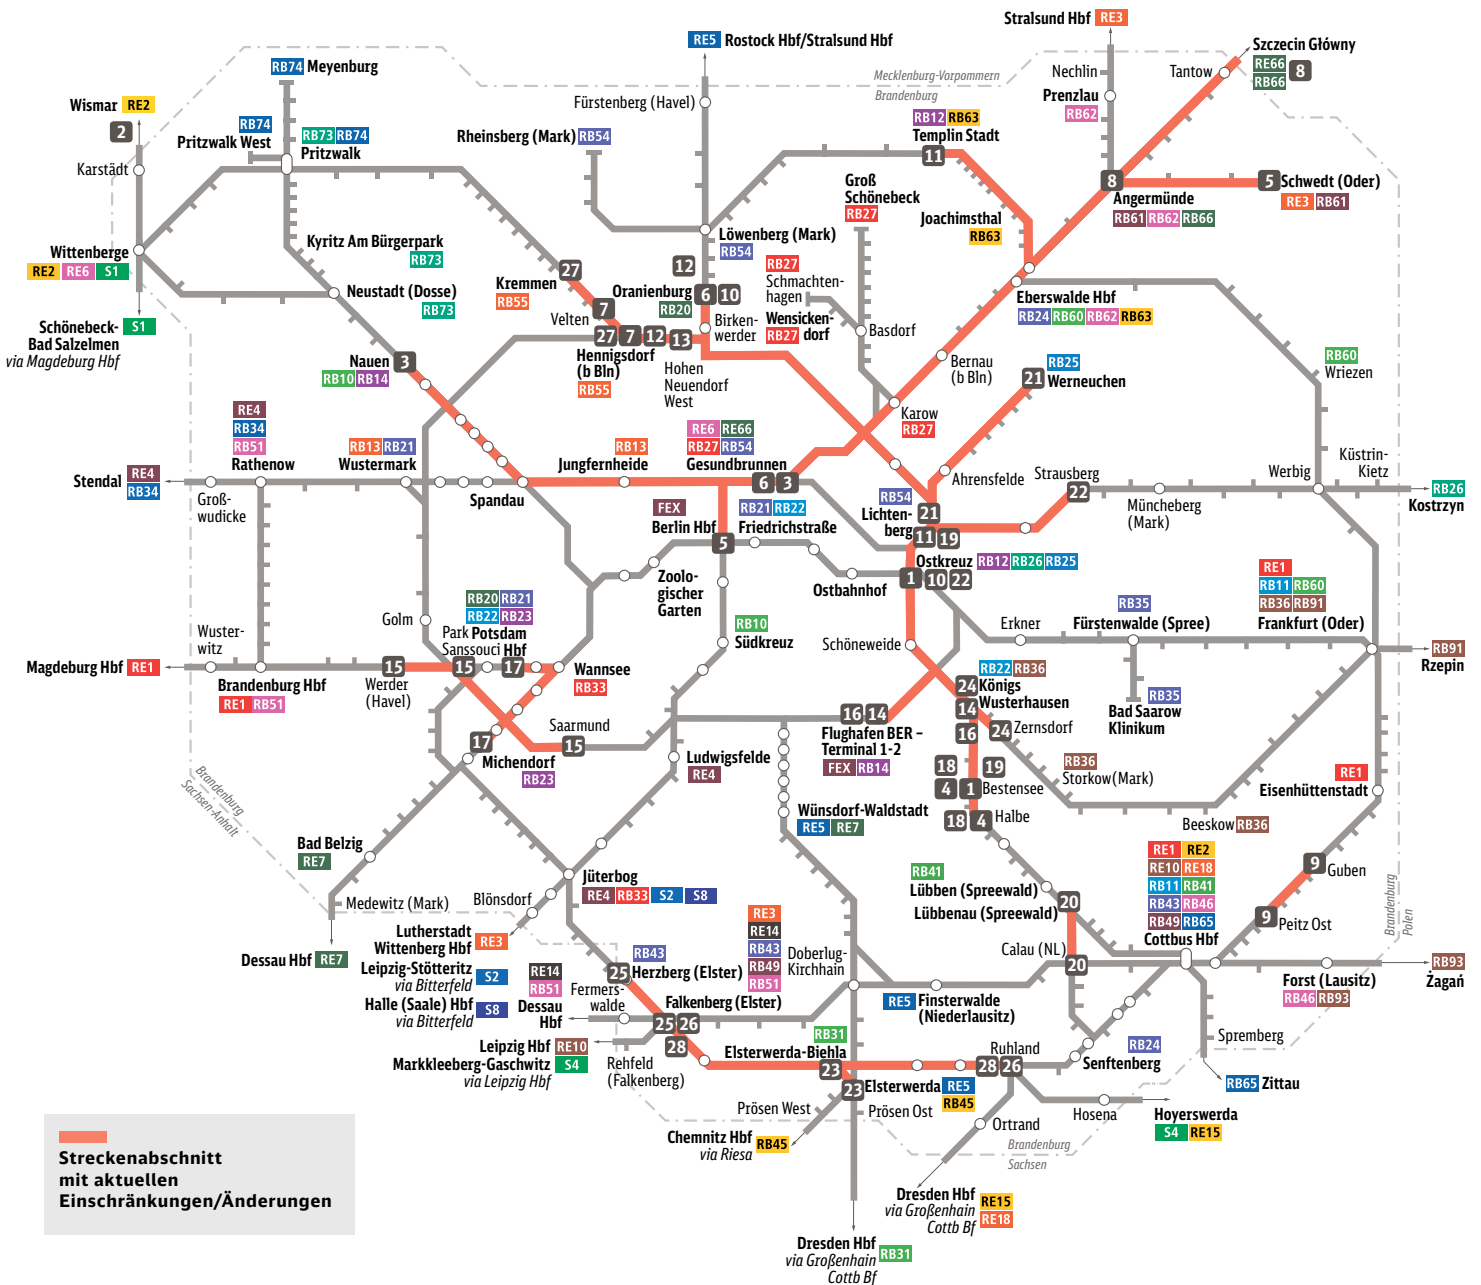 Stralsund Hbf RE3
RE5 Rostock Hbf/Stralsund Hbf
Szczecin Główny
RE66
RB66
8
Nechlin
Tantow
Mecklenburg-Vorpommern
Brandenburg
RB74 Meyenburg
Prenzlau
RB62
Wismar RE2
2
Fürstenberg (Havel)
RB74
Pritzwalk West
RB73 RB74
Pritzwalk
Rheinsberg (Mark) RB54
RB12 RB63
Templin Stadt
11
Karstädt
Groß
Schönebeck
RB27
8
Angermünde
RB61 RB62 RB66
5 Schwedt (Oder)
RE3 RB61
Joachimsthal
RB63
Wittenberge
RE2 RE6 S1
Kyritz Am Bürgerpark
RB73
Löwenberg (Mark)
RB54
27
Kremmen
RB55
12
Oranienburg
RB20
6 10
RB27
Schmachten-
hagen
Wensicken-
dorf
RB27
Neustadt (Dosse)
RB73
Eberswalde Hbf
RB24 RB60 RB62 RB63
Schönebeck-
Bad Salzelmen
via Magdeburg Hbf
S1
Velten
7
Birken-
werder
Basdorf
27 7 12 13
Hennigsdorf
(b Bln)
RB55
Hohen
Neuendorf
West
Nauen
RB10 RB14
3
Bernau
(b Bln)
RB25
21 Werneuchen
RB60
Wriezen
RE4
RB34
RB51
Rathenow
RB13 RB21
Wustermark
RB13
Jungfernheide
RE6 RE66
RB27 RB54
Gesundbrunnen
6 3
Karow
RB27
Stendal RE4
RB34
Groß-
wudicke
Spandau
Ahrensfelde
Strausberg
22
Werbig
Küstrin-
Kietz
RB26
Kostrzyn
Müncheberg
(Mark)
FEX
Berlin Hbf
5
RB21 RB22
Friedrichstraße
RB54
Lichten-
berg
21
11 19
Ostkreuz RB12 RB26 RB25
1 10 22
Zoolo-
gischer
Garten
Ostbahnhof
RE1
RB11 RB60
RB36 RB91
Frankfurt (Oder)
Golm
RB20 RB21
RB22 RB23
Park
Sanssouci
Potsdam
Hbf
RB10
Südkreuz
Schöneweide
Erkner
RB35
Fürstenwalde (Spree)
Wuster-
witz
Magdeburg Hbf RE1
Brandenburg Hbf
RE1 RB51
15
Werder
(Havel)
15
17
Wannsee
RB33
RB22 RB36
24 Königs
Wusterhausen
14
16
RB35
Bad Saarow
Klinikum
RB91
Rzepin
Saarmund
15
16 14
Flughafen BER –
Terminal 1-2
FEX RB14
24 Zernsdorf
17
Michendorf
RB23
Ludwigsfelde
RE4
18
19
4 1 Bestensee
RB36
Storkow(Mark)
RE1
Eisenhüttenstadt
Brandenburg
Sachsen-Anhalt
Wünsdorf-Waldstadt
RE5 RE7
18 4 Halbe
Beeskow RB36
Bad Belzig
RE7
RB41
Lübben (Spreewald)
RE1 RE2
RE10 RE18
RB11 RB41
RB43 RB46
RB49 RB65
Cottbus Hbf
9
Guben
Jüterbog
RE4 RB33 S2 S8
Medewitz (Mark)
Blönsdorf
Lübbenau (Spreewald)
20
9
Peitz Ost
Brandenburg
Polen
Lutherstadt
Wittenberg Hbf
RE3
RE3
RE14
RB43
RB49
RB51
Doberlug-
Kirchhain
Calau (NL)
20
Dessau Hbf RE7
Leipzig-Stötteritz
via Bitterfeld
S2
RB43
25 Herzberg (Elster)
RE14
RB51
Fermers-
walde
Dessau
Hbf
Halle (Saale) Hbf
via Bitterfeld
S8
Falkenberg (Elster)
25 26
28
RE5 Finsterwalde
(Niederlausitz)
Forst (Lausitz)
RB46 RB93
RB93
Żagań
Leipzig Hbf RE10
Markkleeberg-Gaschwitz
via Leipzig Hbf
S4
Rehfeld
(Falkenberg)
RB31
Elsterwerda-Biehla
23
Ruhland
28 26
RB24
Senftenberg
Spremberg
23
Elsterwerda RE5
RB45
RB65 Zittau
Prösen West
Prösen Ost
Ortrand
Hosena
Hoyerswerda
S4 RE15
Chemnitz Hbf
via Riesa
RB45
Brandenburg
Sachsen
Streckenabschnitt
mit aktuellen
Einschränkungen/Änderungen
Dresden Hbf
via Großenhain
Cottb Bf
RE15
RE18
Dresden Hbf
via Großenhain
Cottb Bf
RB31